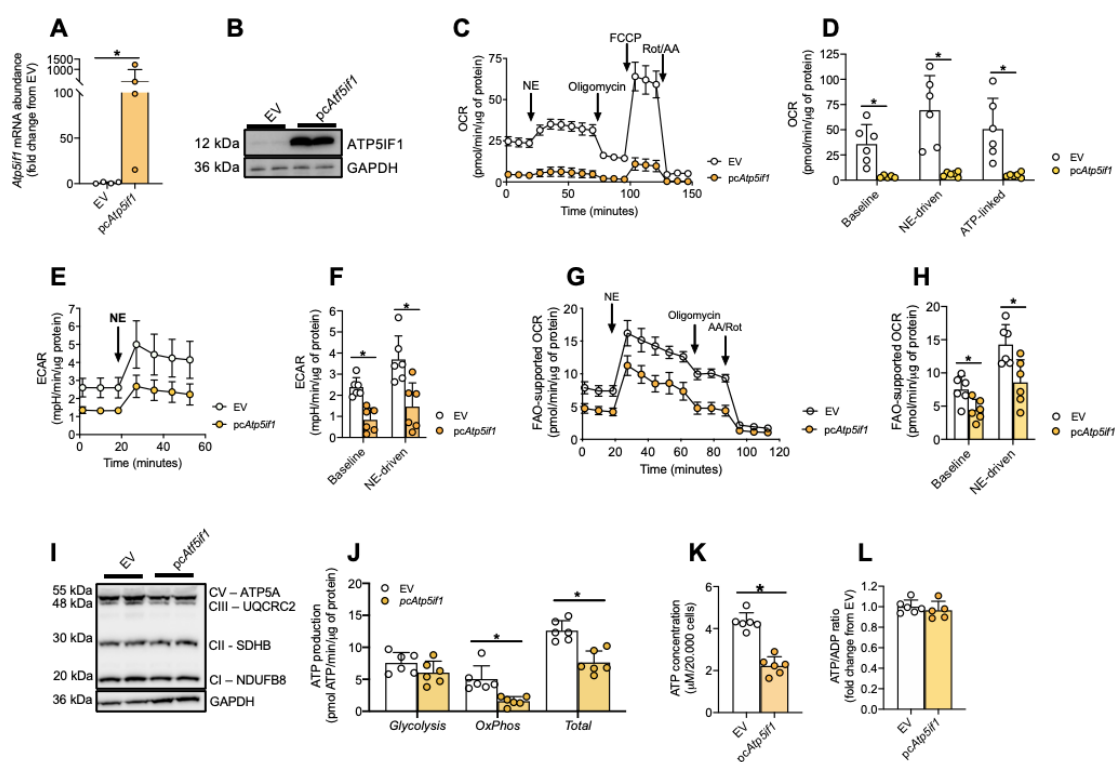 A
Atp5if1 mRNA abundance
(fold change from EV)
1500
1000
100
50
0
*
EV
pcAtp5if1
B
EV
pcAtf5if1
12 kDa
ATP5IF1
36 kDa
GAPDH
C
OCR
(pmol/min/µg of protein)
75
50
25
0
NE
Oligomycin
FCCP
Rot/AA
0
50
100
150
Time (minutes)
EV
pcAtp5if1
D
OCR
(pmol/min/µg of protein)
125
100
75
50
25
0
*
*
*
Baseline
NE-driven
ATP-linked
EV
pcAtp5if1
E
ECAR
(mpH/min/µg protein)
7
6
5
4
3
2
1
0
NE
0
20
40
60
Time (minutes)
EV
pcAtp5if1
F
ECAR
(mpH/min/µg of protein)
6
5
4
3
2
1
0
*
*
Baseline
NE-driven
EV
pcAtp5if1
G
FAO-supported OCR
(pmol/min/µg of protein)
20
15
10
5
0
NE
Oligomycin
AA/Rot
0
20
40
60
80
100
120
Time (minutes)
EV
pcAtp5if1
H
FAO-supported OCR
(pmol/min/µg of protein)
20
15
10
5
0
*
*
Baseline
NE-driven
EV
pcAtp5if1
I
EV
pcAtf5if1
55 kDa
48 kDa
30 kDa
20 kDa
36 kDa
CV – ATP5A
CIII – UQCRC2
CII - SDHB
CI – NDUFB8
GAPDH
J
ATP production
(pmol ATP/min/µg of protein)
20
15
10
5
0
EV
pcAtp5if1
*
*
Glycolysis
OxPhos
Total
K
ATP concentration
(µM/20.000 cells)
6
4
2
0
*
EV
pcAtp5if1
L
ATP/ADP ratio
(fold change from EV)
1.2
1.0
0.8
0.6
0.4
0.2
0.0
EV
pcAtp5if1